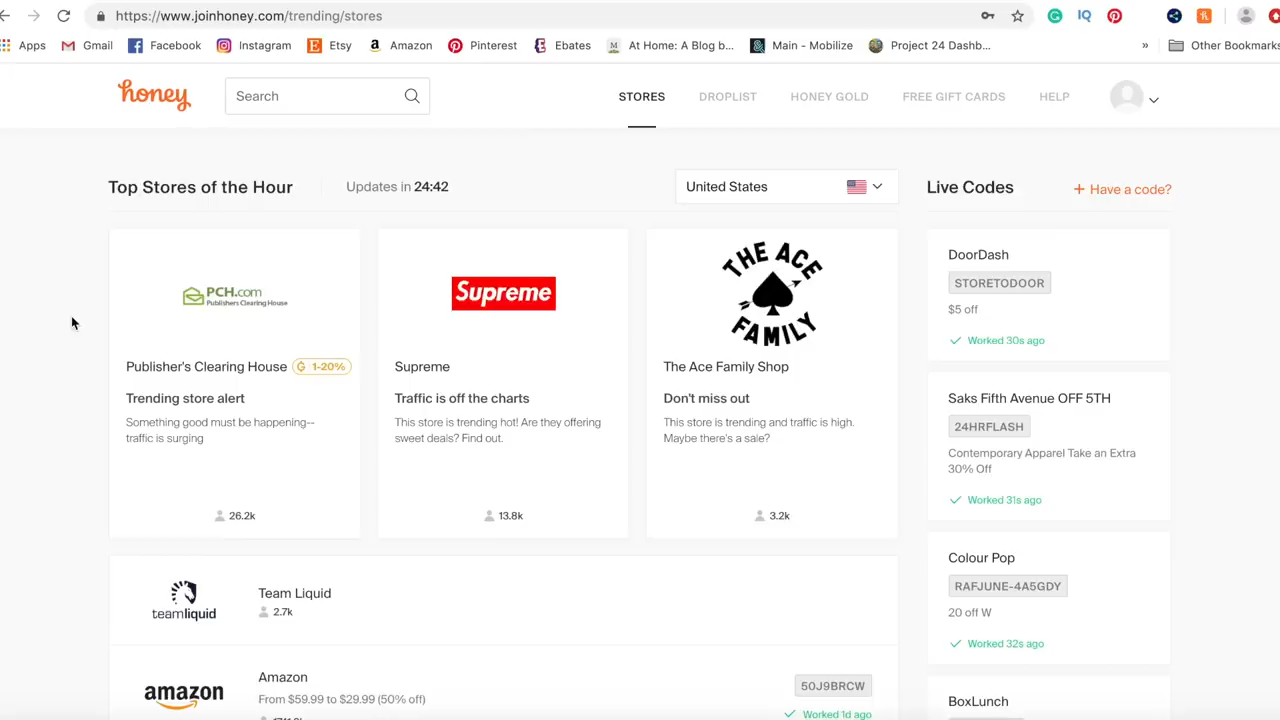 https://www.joinhoney.com/trending/stores
IQ
Apps
Gmail
Facebook
Instagram
Etsy
Amazon
Pinterest
Ebates
At Home: A Blog b...
Main - Mobilize
Project 24 Dashb...
»
Other Bookmarks
honey
Search
STORES
DROPLIST
HONEY GOLD
FREE GIFT CARDS
HELP
Top Stores of the Hour
Updates in 24:42
United States
PCH.com
Publishers Clearing House
Publisher's Clearing House
1-20%
Trending store alert
Something good must be happening--
traffic is surging
26.2k
Supreme
Supreme
Traffic is off the charts
This store is trending hot! Are they offering
sweet deals? Find out.
13.8k
THE ACE
FAMILY
The Ace Family Shop
Don't miss out
This store is trending and traffic is high.
Maybe there's a sale?
3.2k
teamliquid
Team Liquid
2.7k
amazon
Amazon
From $59.99 to $29.99 (50% off)
50J9BRCW
Worked 1d ago
Live Codes
+ Have a code?
DoorDash
STORETODOOR
$5 off
Worked 30s ago
Saks Fifth Avenue OFF 5TH
24HRFLASH
Contemporary Apparel Take an Extra
30% Off
Worked 31s ago
Colour Pop
RAFJUNE-4A5GDY
20 off W
Worked 32s ago
BoxLunch